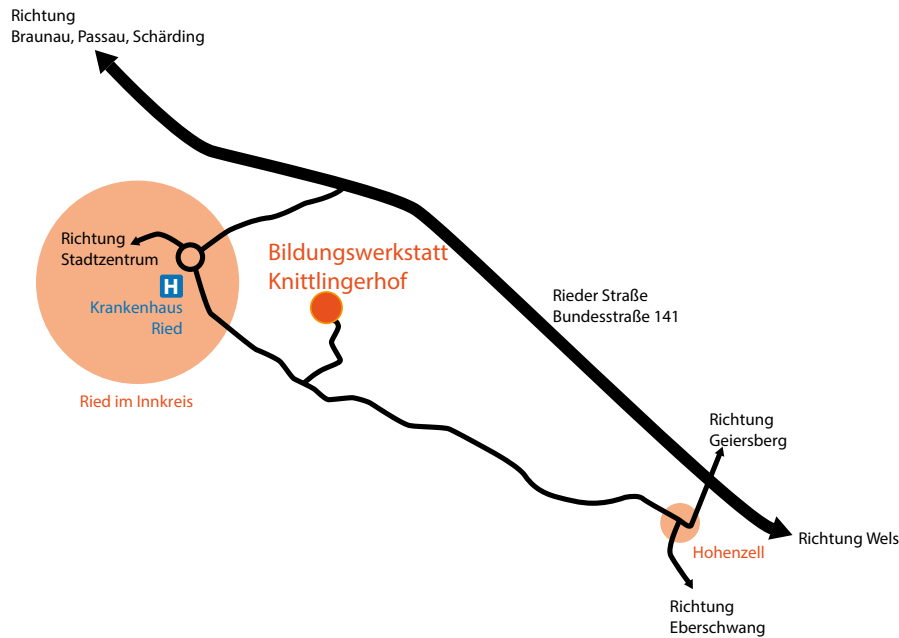 Richtung
Braunau, Passau, Schärding
Richtung
Stadtzentrum
H
Krankenhaus
Ried
Ried im Innkreis
Bildungswerkstatt
Knittlingerhof
Rieder Straße
Bundesstraße 141
Richtung
Geiersberg
Richtung Wels
Hohenzell
Richtung
Eberschwang